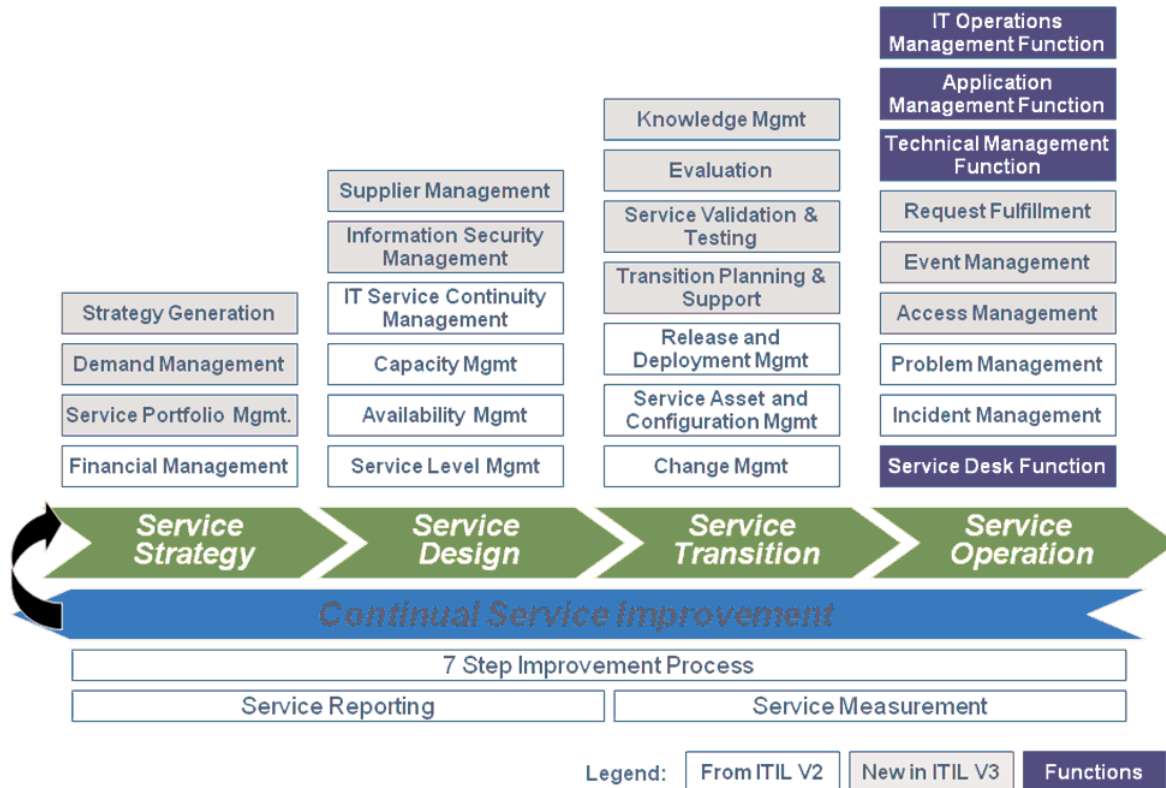 IT Operations
Management Function
Application
Management Function
Technical Management
Function
Knowledge Mgmt
Evaluation
Service Validation &
Testing
Transition Planning &
Support
Release and
Deployment Mgmt
Service Asset and
Configuration Mgmt
Change Mgmt
Request Fulfillment
Event Management
Access Management
Problem Management
Incident Management
Service Desk Function
Supplier Management
Information Security
Management
IT Service Continuity
Management
Capacity Mgmt
Availability Mgmt
Service Level Mgmt
Strategy Generation
Demand Management
Service Portfolio Mgmt.
Financial Management
Service
Strategy
Service
Design
Service
Transition
Service
Operation
Continual Service Improvement
7 Step Improvement Process
Service Reporting
Service Measurement
Legend:
From ITIL V2
New in ITIL V3
Functions